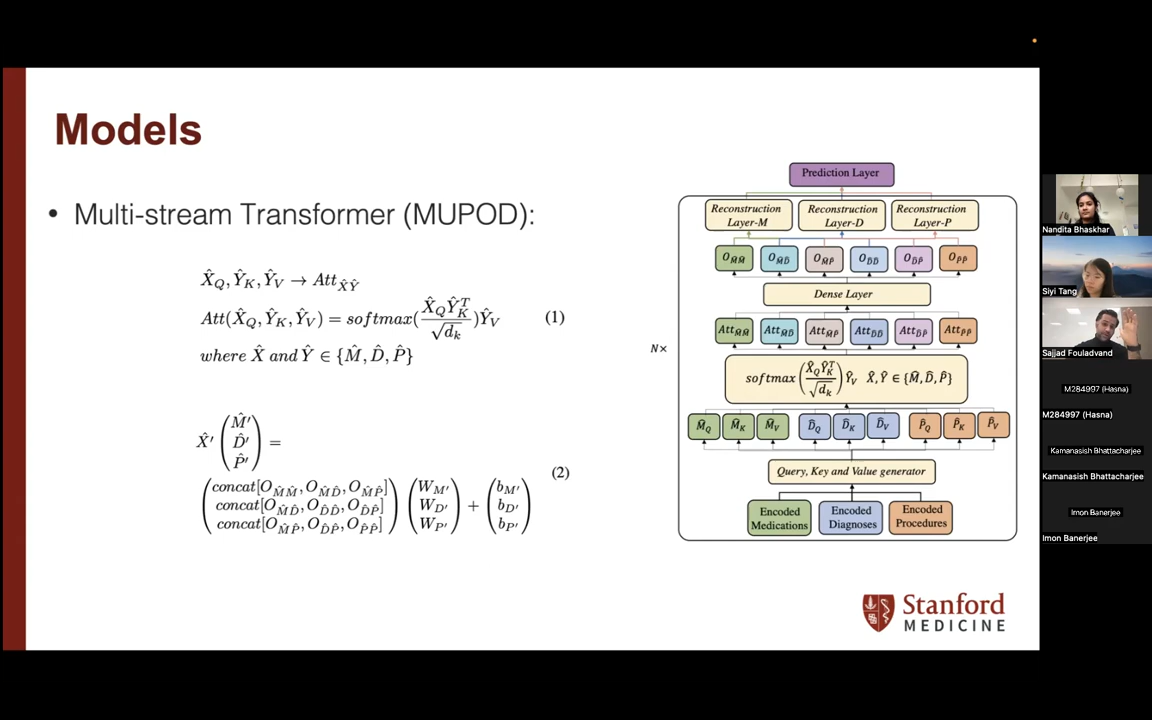 Models
• Multi-stream Transformer (MUPOD):
X̂_Q, Ŷ_K, Ŷ_V → Att_X̂Ŷ
Att(X̂_Q, Ŷ_K, Ŷ_V) = softmax(X̂_Q Ŷ_K^T / √d_k)Ŷ_V (1)
where X̂ and Ŷ ∈ {M̂, D̂, P̂}
X̂′ (M̂′ D̂′ P̂′) =
(concat[O_M̂M̂, O_M̂D̂, O_M̂P̂] (W_M′ (b_M′
concat[O_M̂D̂, O_D̂D̂, O_D̂P̂] W_D′ + b_D′ (2)
concat[O_M̂P̂, O_D̂P̂, O_P̂P̂]) W_P′) b_P′)
Prediction Layer
Reconstruction Layer-M
Reconstruction Layer-D
Reconstruction Layer-P
O_M̂M̂ O_M̂D̂ O_M̂P̂ O_D̂D̂ O_D̂P̂ O_P̂P̂
Dense Layer
Att_M̂M̂ Att_M̂D̂ Att_M̂P̂ Att_D̂D̂ Att_D̂P̂ Att_P̂P̂
N×
softmax(X̂_Q Ŷ_K^T / √d_k) Ŷ_V X̂, Ŷ ∈ {M̂, D̂, P̂}
M̂_Q M̂_K M̂_V D̂_Q D̂_K D̂_V P̂_Q P̂_K P̂_V
Query, Key and Value generator
Encoded Medications
Encoded Diagnoses
Encoded Procedures
Stanford
MEDICINE
Nandita Bhaskhar
Siyi Tang
Sajjad Fouladvand
M284997 (Hasna)
M284997 (Hasna)
Kamanasish Bhattacharjee
Kamanasish Bhattacharjee
Imon Banerjee
Imon Banerjee